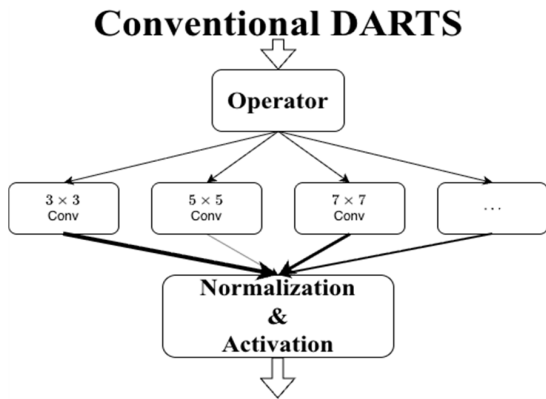 Conventional DARTS
Operator
3 × 3
Conv
5 × 5
Conv
7 × 7
Conv
...
Normalization
&
Activation